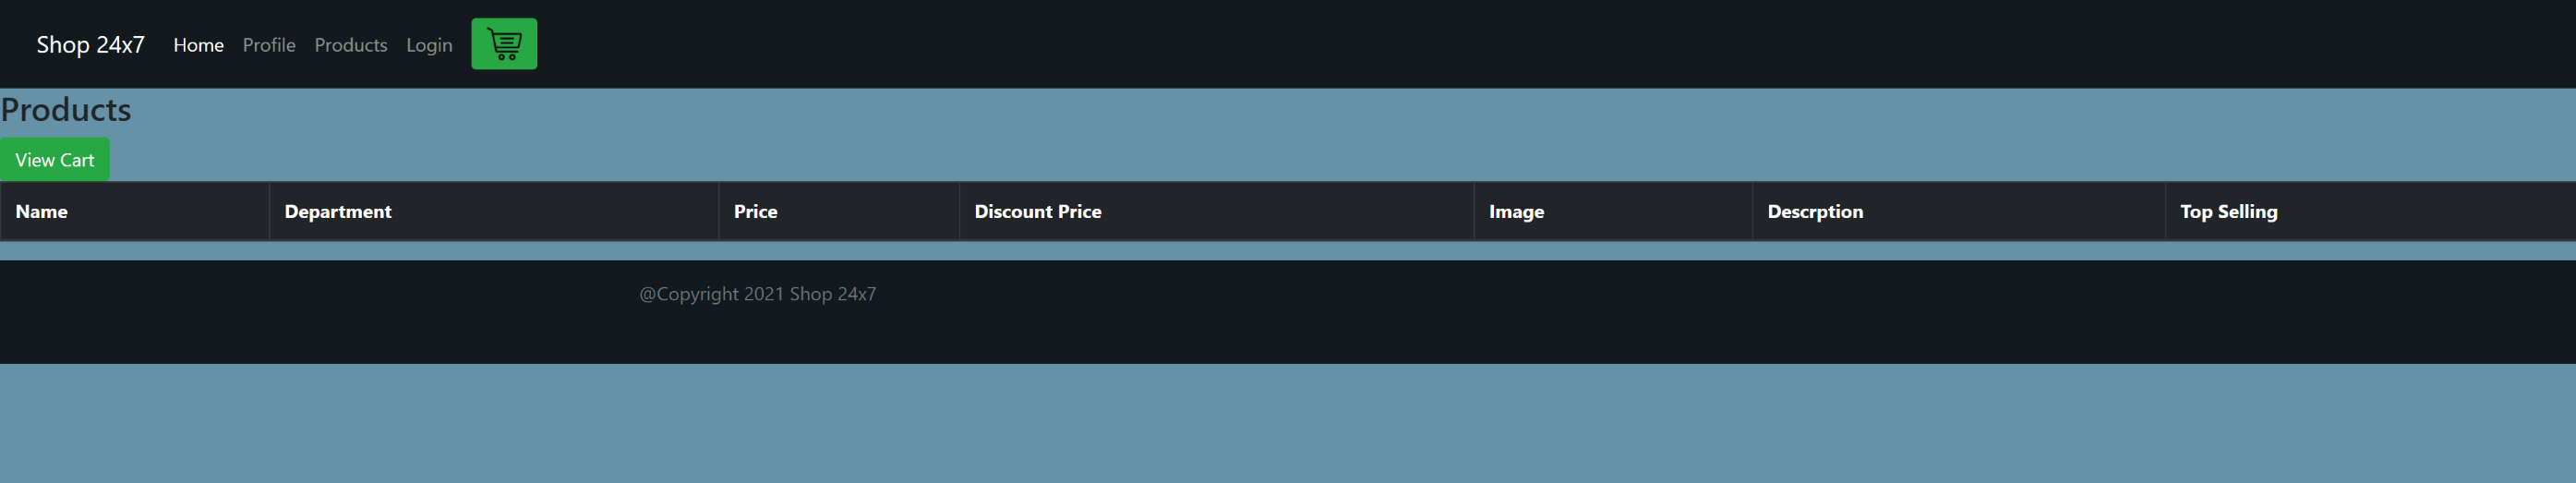 Shop 24x7 Home Profile Products Login
Products
View Cart
Name Department Price Discount Price Image Descrption Top Selling
@Copyright 2021 Shop 24x7